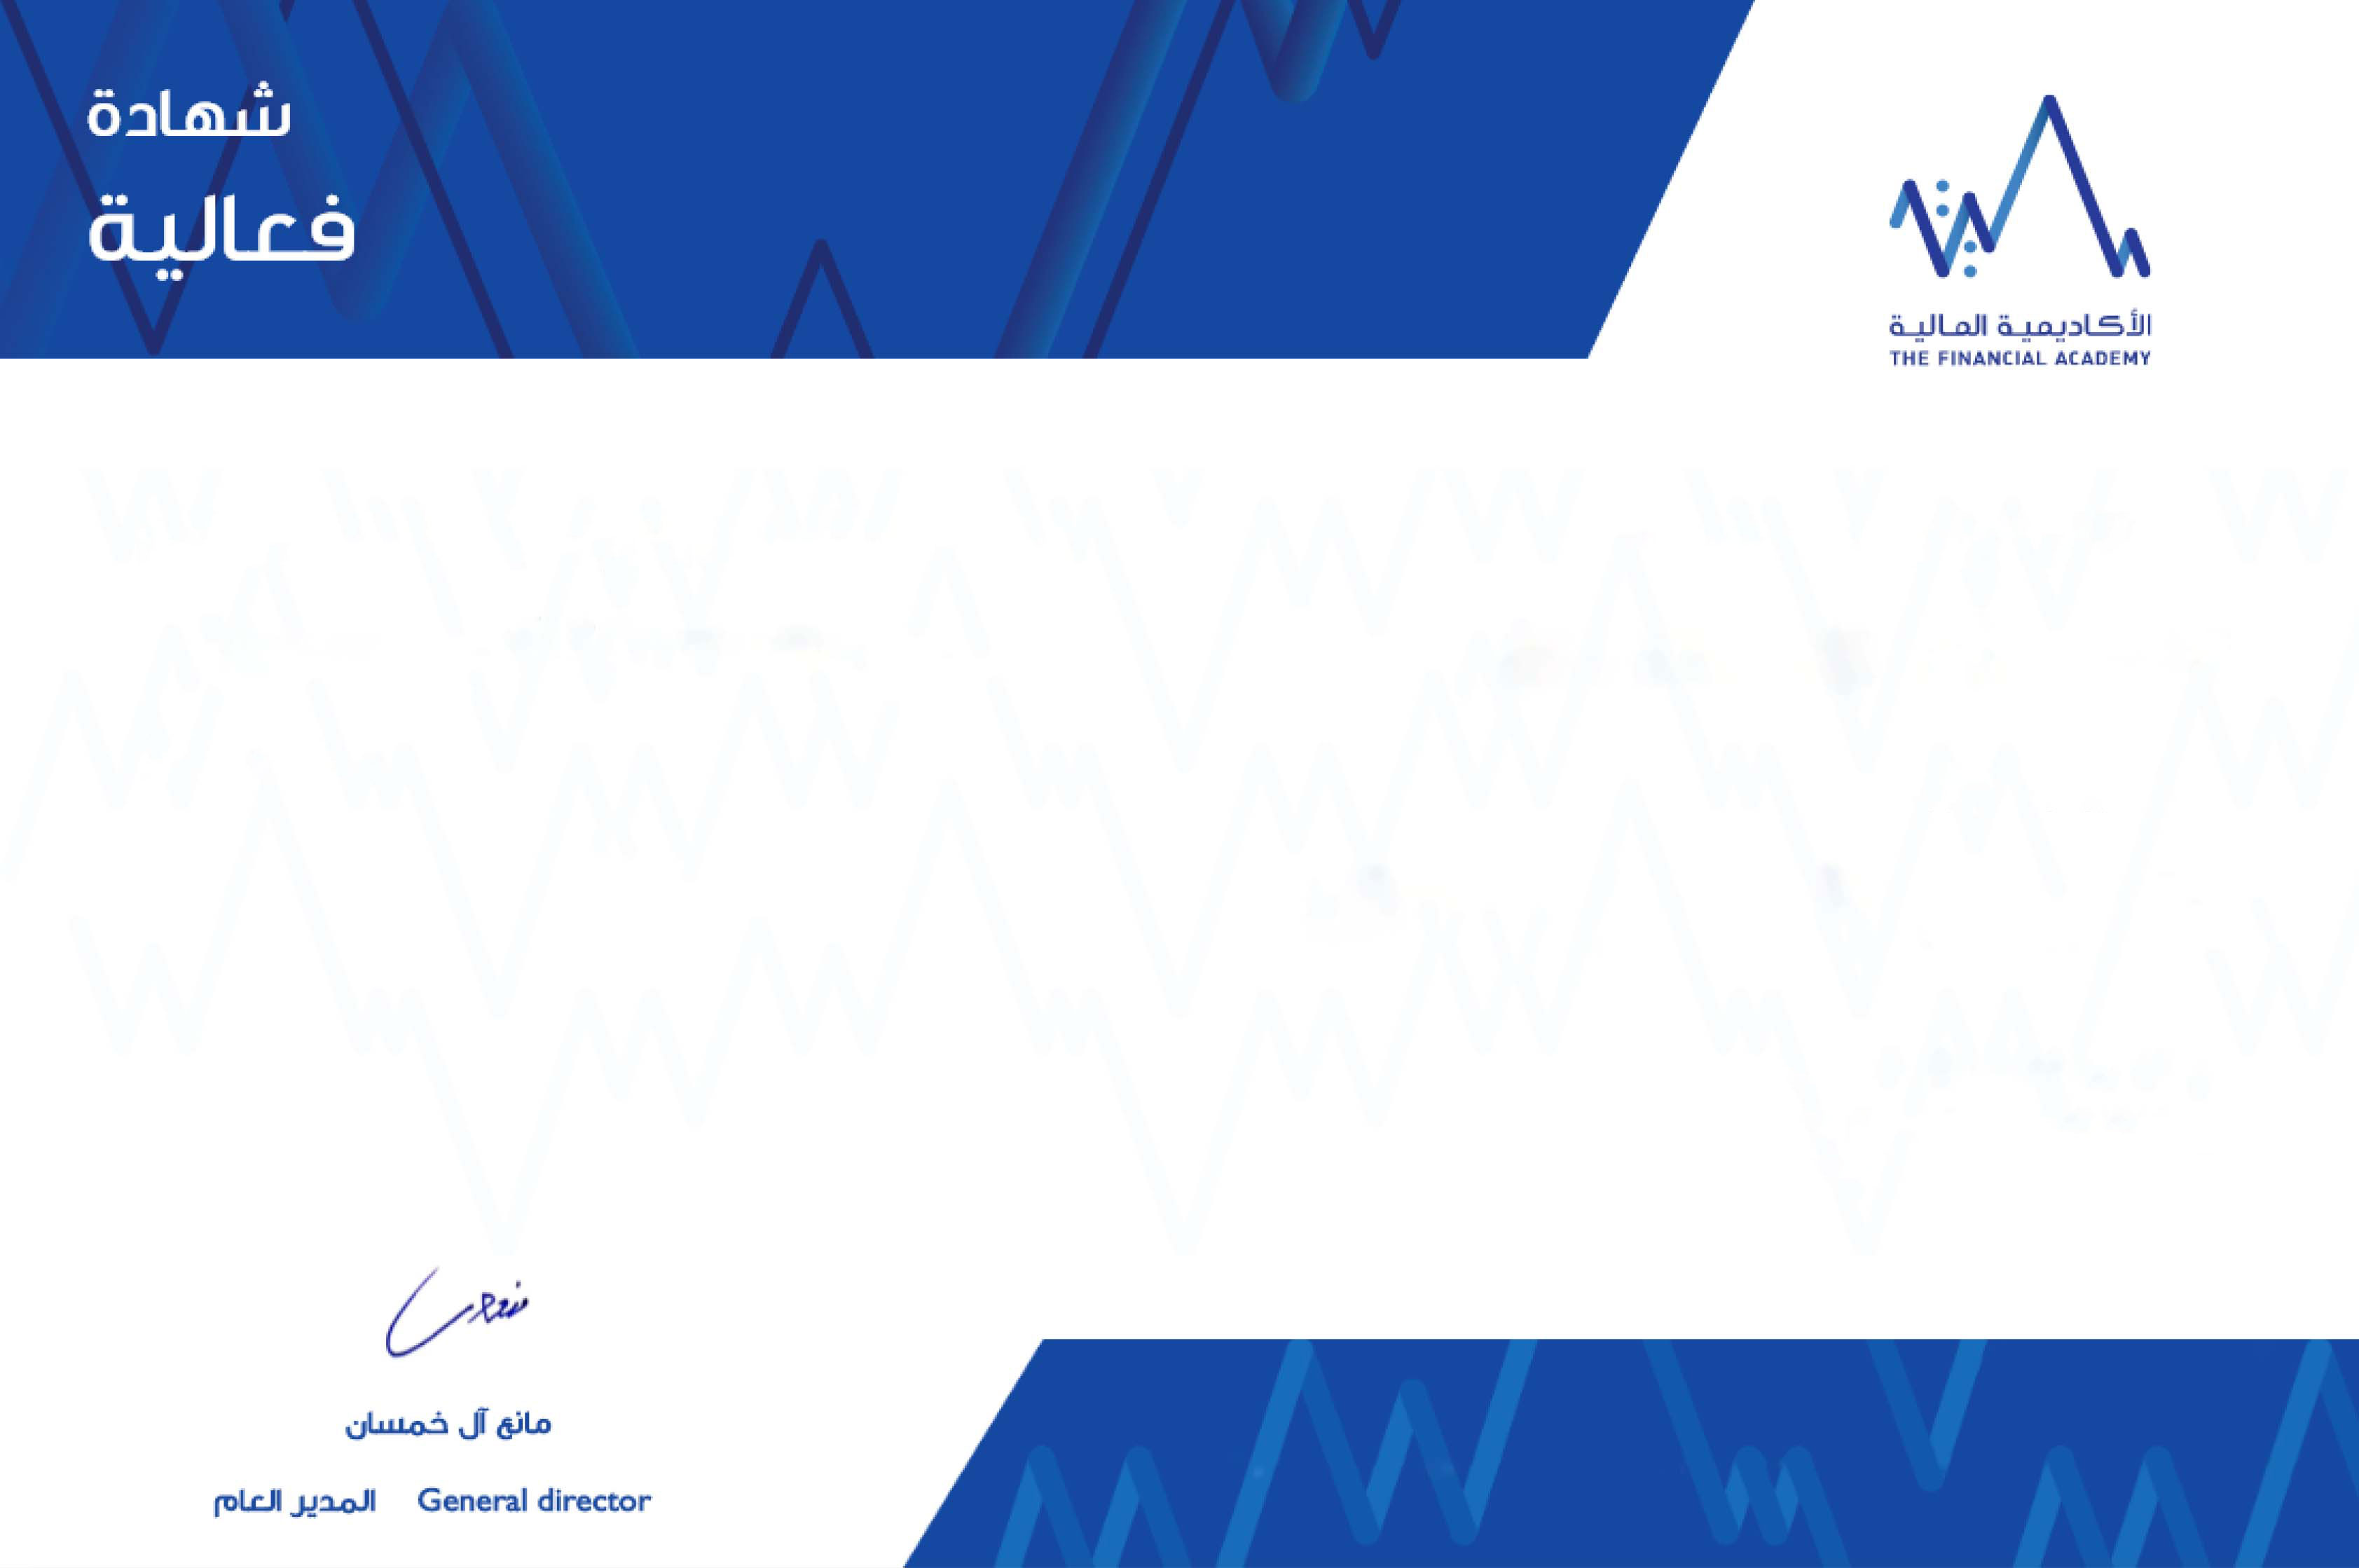 شهادة
فعالية
الأكاديمية المالية
THE FINANCIAL ACADEMY
مانع آل خمسان
المدير العام General director